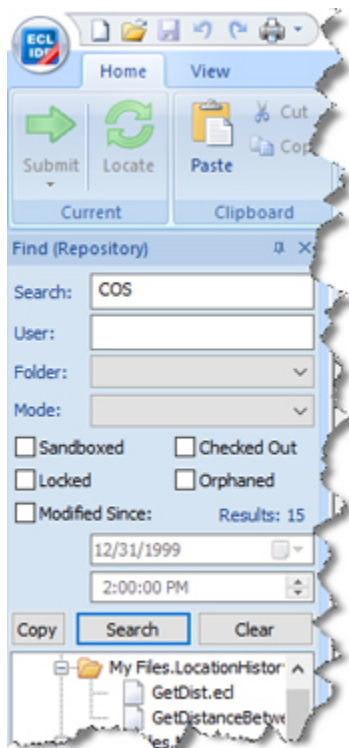 ECL
IDE
Home View
Submit Locate Paste Cut
Current Clipboard
Find (Repository)
Search: COS
User:
Folder:
Mode:
Sandboxed Checked Out
Locked Orphaned
Modified Since: Results: 15
12/31/1999
2:00:00 PM
Copy Search Clear
My Files.LocationHistor
GetDist.ecl
GetDistanceBetwe